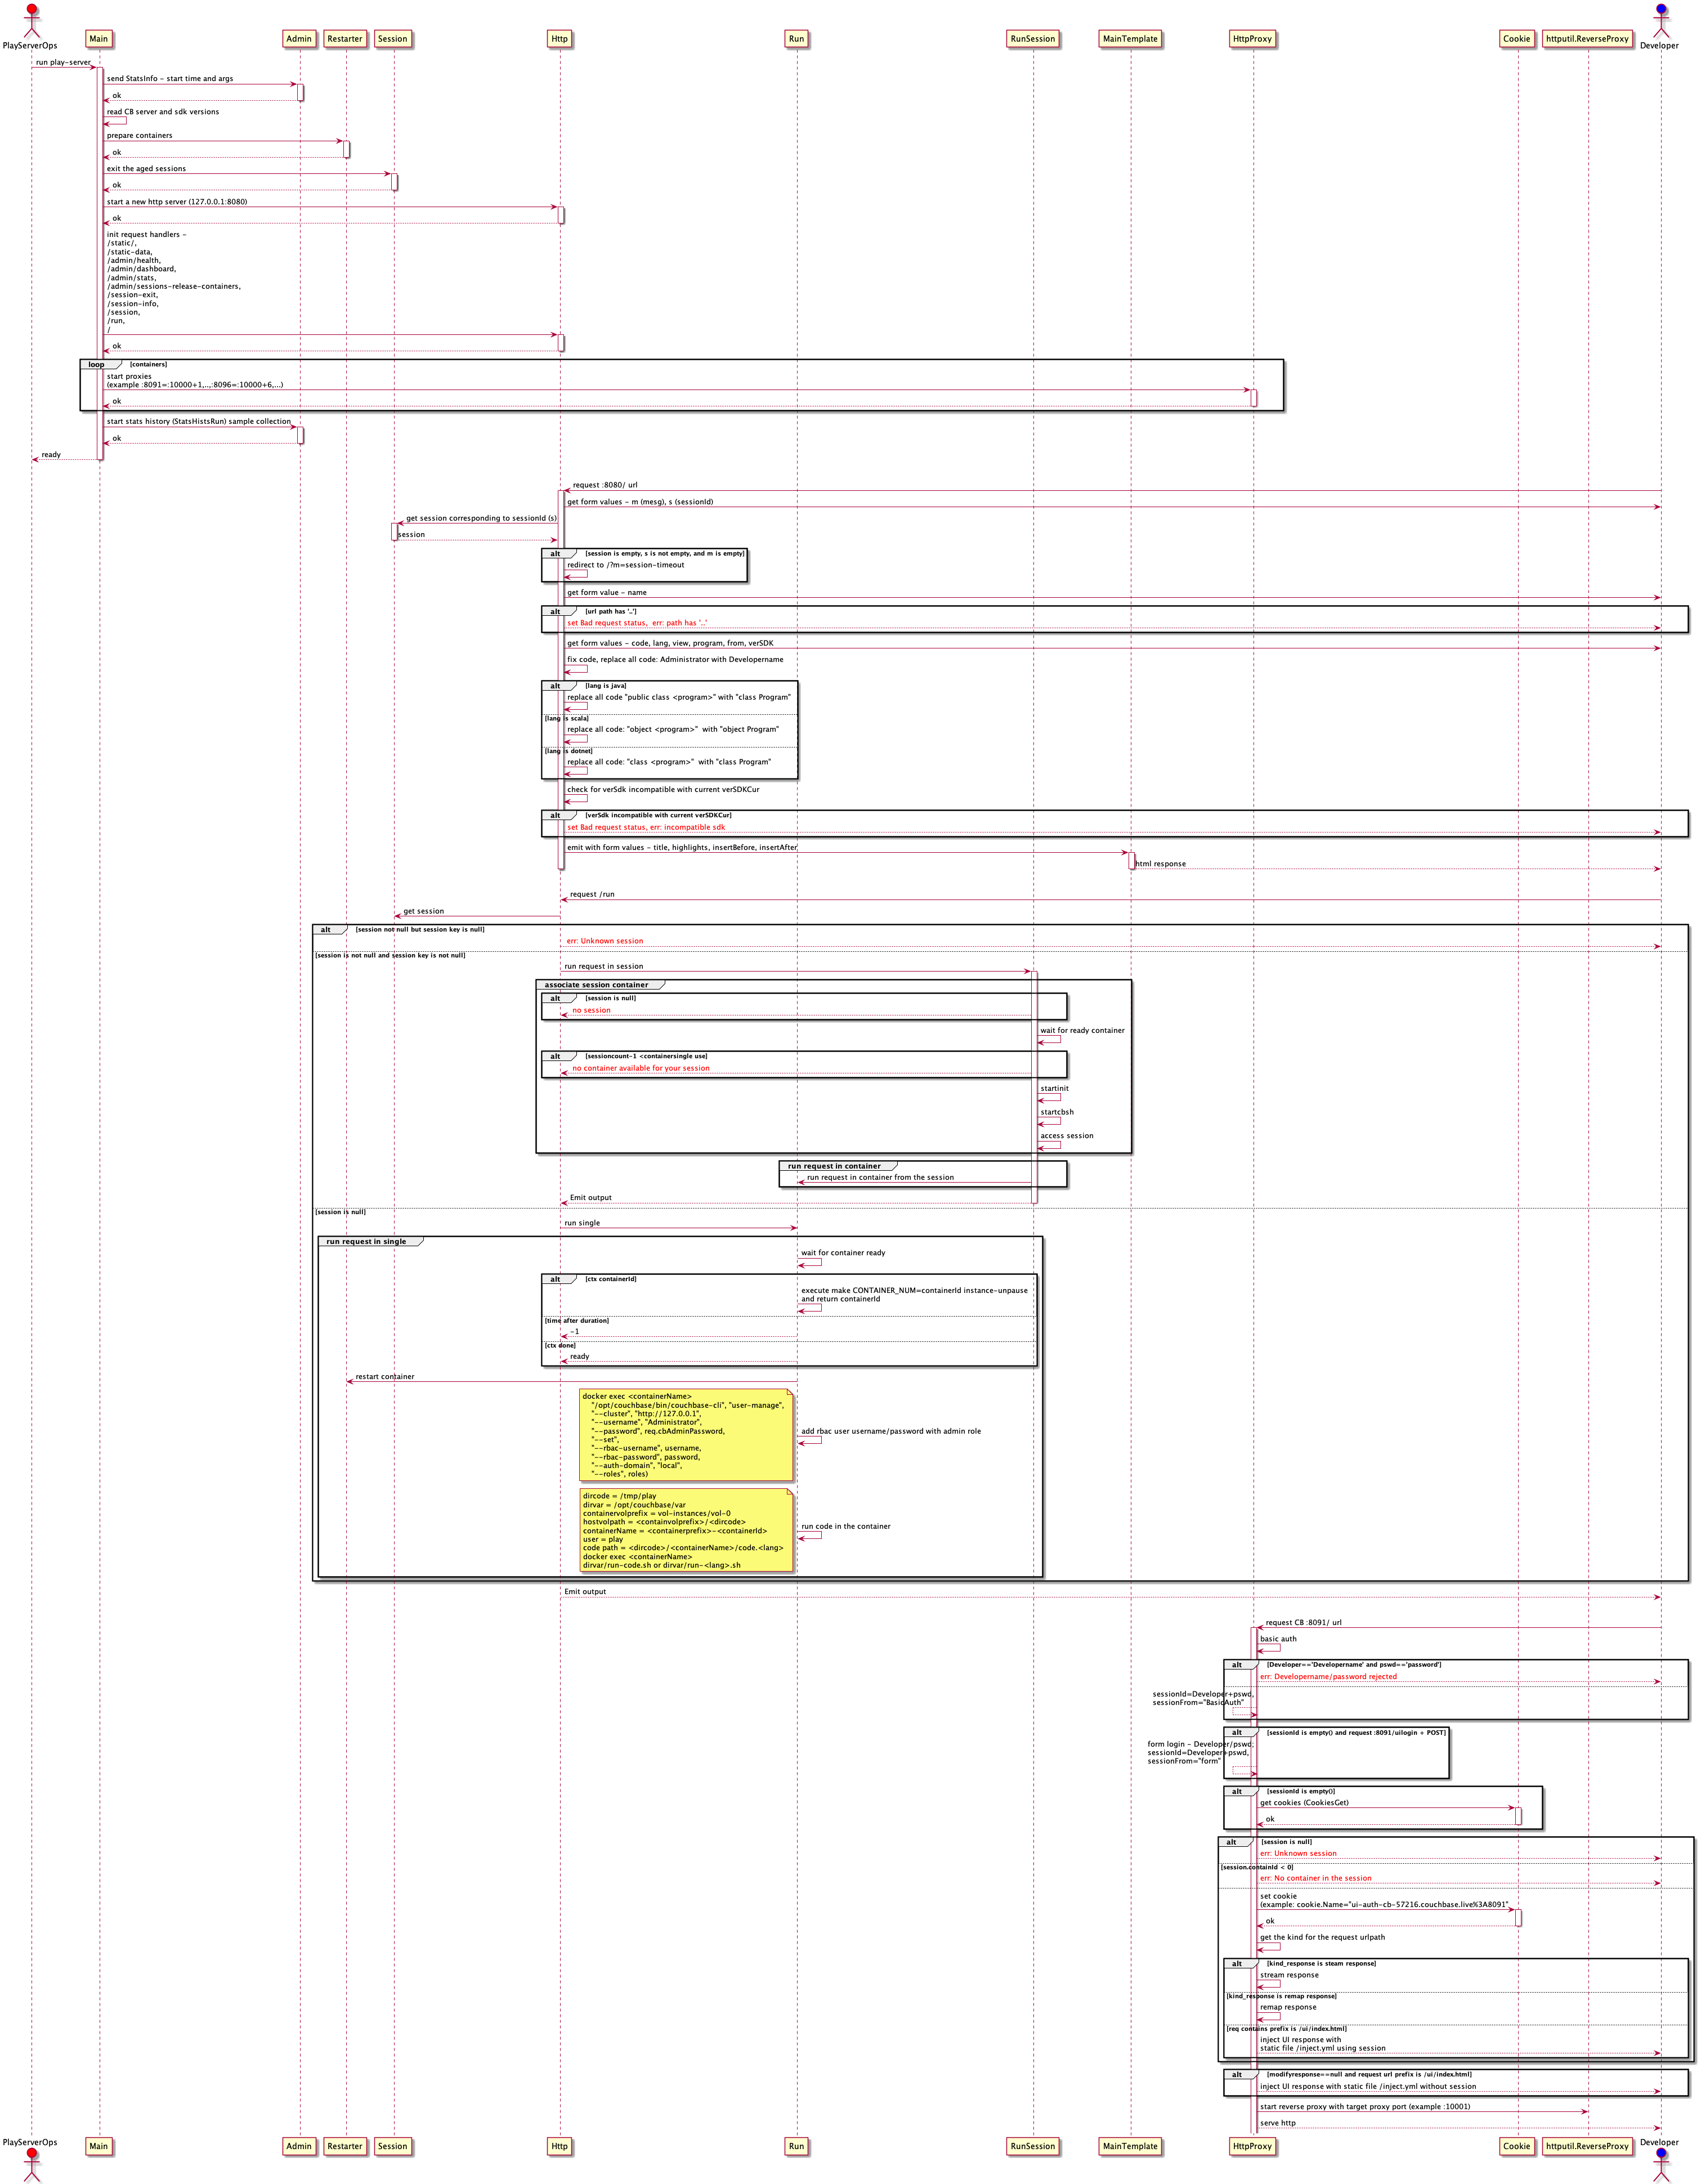 PlayServerOps
Main
Admin
Restarter
Session
Http
Run
RunSession
MainTemplate
HttpProxy
Cookie
httputil.ReverseProxy
Developer
run play-server
send StatsInfo - start time and args
ok
read CB server and sdk versions
prepare containers
ok
exit the aged sessions
ok
start a new http server (127.0.0.1:8080)
ok
init request handlers -
/static/,
/static-data,
/admin/health,
/admin/dashboard,
/admin/stats,
/admin/sessions-release-containers,
/session-exit,
/session-info,
/session,
/run,
/
ok
loop [containers]
start proxies
(example :8091=:10000+1,..,:8096=:10000+6,...)
ok
start stats history (StatsHistsRun) sample collection
ok
ready
request :8080/ url
get form values - m (mesg), s (sessionId)
get session corresponding to sessionId (s)
session
alt [session is empty, s is not empty, and m is empty]
redirect to /?m=session-timeout
get form value - name
alt [url path has '..']
set Bad request status,  err: path has '..'
get form values - code, lang, view, program, from, verSDK
fix code, replace all code: Administrator with Developername
alt [lang is java]
replace all code "public class <program>" with "class Program"
[lang is scala]
replace all code: "object <program>"  with "object Program"
[lang is dotnet]
replace all code: "class <program>"  with "class Program"
check for verSdk incompatible with current verSDKCur
alt [verSdk incompatible with current verSDKCur]
set Bad request status, err: incompatible sdk
emit with form values - title, highlights, insertBefore, insertAfter
html response
request /run
get session
alt [session not null but session key is null]
err: Unknown session
[session is not null and session key is not null]
run request in session
associate session container
alt [session is null]
no session
wait for ready container
alt [sessioncount-1 <containersingle use]
no container available for your session
startinit
startcbsh
access session
run request in container
run request in container from the session
Emit output
[session is null]
run single
run request in single
wait for container ready
alt [ctx containerId]
execute make CONTAINER_NUM=containerId instance-unpause
and return containerId
[time after duration]
-1
[ctx done]
ready
restart container
docker exec <containerName>
"/opt/couchbase/bin/couchbase-cli", "user-manage",
"--cluster", "http://127.0.0.1",
"--username", "Administrator",
"--password", req.cbAdminPassword,
"--set",
"--rbac-username", username,
"--rbac-password", password,
"--auth-domain", "local",
"--roles", roles)
add rbac user username/password with admin role
dircode = /tmp/play
dirvar = /opt/couchbase/var
containervolprefix = vol-instances/vol-0
hostvolpath = <containvolprefix>/<dircode>
containerName = <containerprefix>-<containerId>
user = play
code path = <dircode>/<containerName>/code.<lang>
docker exec <containerName>
dirvar/run-code.sh or dirvar/run-<lang>.sh
run code in the container
Emit output
request CB :8091/ url
basic auth
alt [Developer=='Developername' and pswd=='password']
err: Developername/password rejected
sessionId=Developer+pswd,
sessionFrom="BasicAuth"
alt [sessionId is empty() and request :8091/uilogin + POST]
form login - Developer/pswd;
sessionId=Developer+pswd,
sessionFrom="form"
alt [sessionId is empty()]
get cookies (CookiesGet)
ok
alt [session is null]
err: Unknown session
[session.containId < 0]
err: No container in the session
set cookie
(example: cookie.Name="ui-auth-cb-57216.couchbase.live%3A8091"
ok
get the kind for the request urlpath
alt [kind_response is steam response]
stream response
[kind_response is remap response]
remap response
[req contains prefix is /ui/index.html]
inject UI response with
static file /inject.yml using session
alt [modifyresponse==null and request url prefix is /ui/index.html]
inject UI response with static file /inject.yml without session
start reverse proxy with target proxy port (example :10001)
serve http
PlayServerOps
Main
Admin
Restarter
Session
Http
Run
RunSession
MainTemplate
HttpProxy
Cookie
httputil.ReverseProxy
Developer